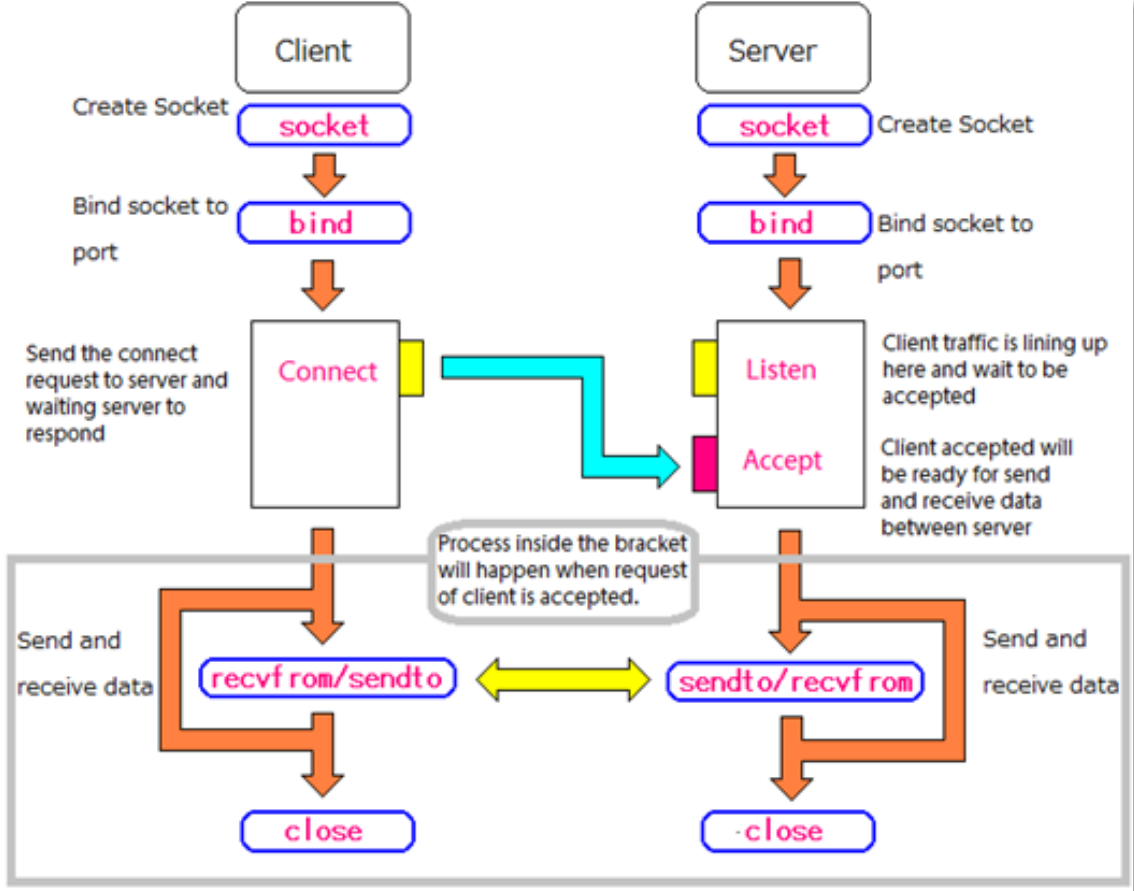 Client
Server
Create Socket
socket
socket
Create Socket
Bind socket to
port
bind
bind
Bind socket to
port
Send the connect
request to server and
waiting server to
respond
Connect
Listen
Client traffic is lining up
here and wait to be
accepted
Accept
Client accepted will
be ready for send
and receive data
between server
Process inside the bracket
will happen when request
of client is accepted.
Send and
receive data
recvfrom/sendto
sendto/recvfrom
Send and
receive data
close
close